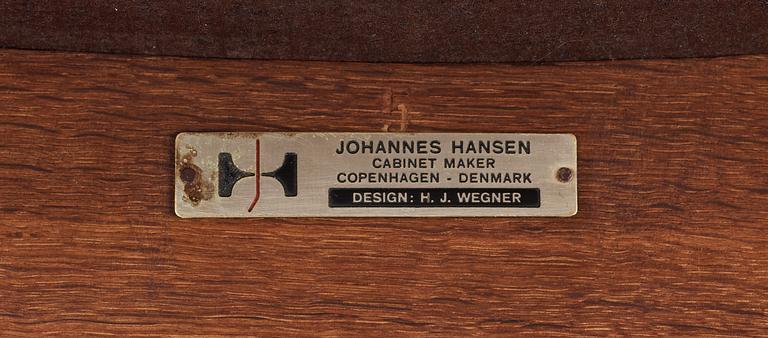 JOHANNES HANSEN
CABINET MAKER
COPENHAGEN - DENMARK
DESIGN: H. J. WEGNER